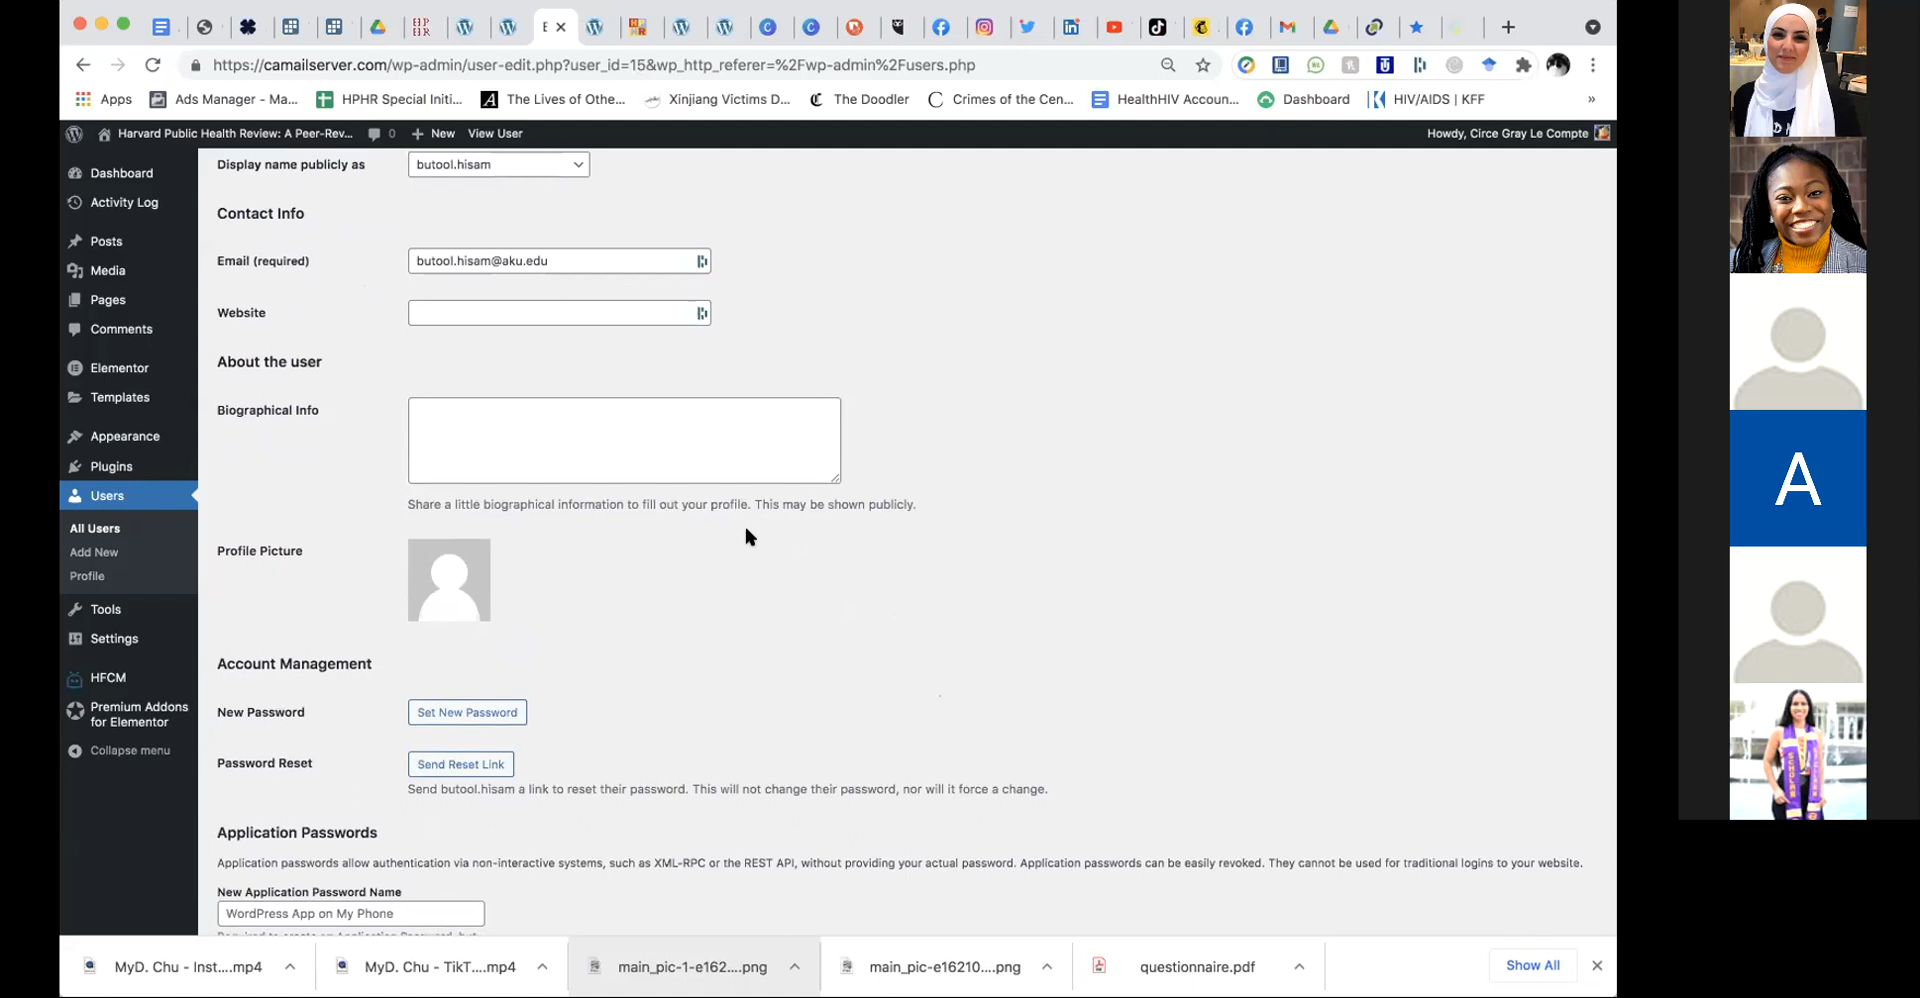 E
https://camailserver.com/wp-admin/user-edit.php?user_id=15&wp_http_referer=%2Fwp-admin%2Fusers.php
Apps
Ads Manager - Ma...
HPHR Special Initi...
The Lives of Othe...
Xinjiang Victims D...
The Doodler
Crimes of the Cen...
HealthHIV Accoun...
Dashboard
HIV/AIDS | KFF
»
Harvard Public Health Review: A Peer-Rev...
0
New
View User
Howdy, Circe Gray Le Compte
Dashboard
Activity Log
Posts
Media
Pages
Comments
Elementor
Templates
Appearance
Plugins
Users
All Users
Add New
Profile
Tools
Settings
HFCM
Premium Addons
for Elementor
Collapse menu
Display name publicly as
butool.hisam
Contact Info
Email (required)
butool.hisam@aku.edu
Website
About the user
Biographical Info
Share a little biographical information to fill out your profile. This may be shown publicly.
Profile Picture
Account Management
New Password
Set New Password
Password Reset
Send Reset Link
Send butool.hisam a link to reset their password. This will not change their password, nor will it force a change.
Application Passwords
Application passwords allow authentication via non-interactive systems, such as XML-RPC or the REST API, without providing your actual password. Application passwords can be easily revoked. They cannot be used for traditional logins to your website.
New Application Password Name
WordPress App on My Phone
MyD. Chu - Inst....mp4
MyD. Chu - TikT....mp4
main_pic-1-e162....png
main_pic-e16210....png
questionnaire.pdf
Show All
A